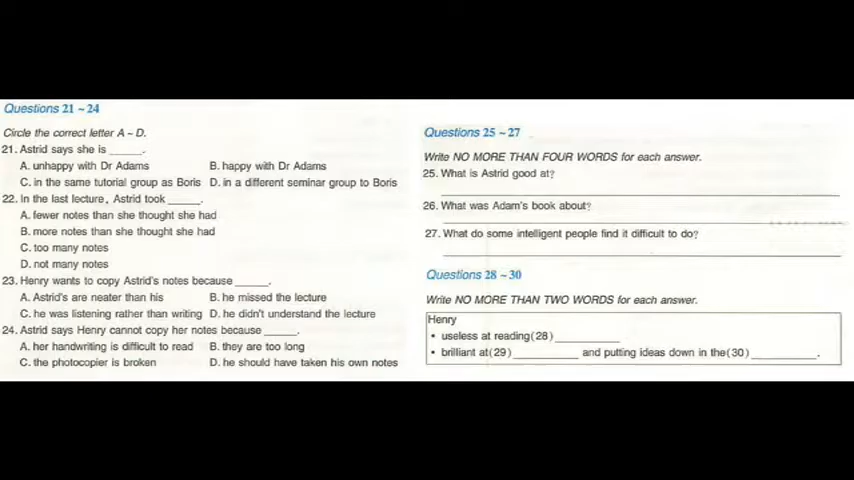 Questions 21 ~ 24
Circle the correct letter A ~ D.
21. Astrid says she is ______.
A. unhappy with Dr Adams B. happy with Dr Adams
C. in the same tutorial group as Boris D. in a different seminar group to Boris
22. In the last lecture, Astrid took ______.
A. fewer notes than she thought she had
B. more notes than she thought she had
C. too many notes
D. not many notes
23. Henry wants to copy Astrid's notes because ______.
A. Astrid's are neater than his B. he missed the lecture
C. he was listening rather than writing D. he didn't understand the lecture
24. Astrid says Henry cannot copy her notes because ______.
A. her handwriting is difficult to read B. they are too long
C. the photocopier is broken D. he should have taken his own notes
Questions 25 ~ 27
Write NO MORE THAN FOUR WORDS for each answer.
25. What is Astrid good at?
26. What was Adam's book about?
27. What do some intelligent people find it difficult to do?
Questions 28 ~ 30
Write NO MORE THAN TWO WORDS for each answer.
Henry
• useless at reading(28) __________
• brilliant at(29) __________ and putting ideas down in the(30) __________.